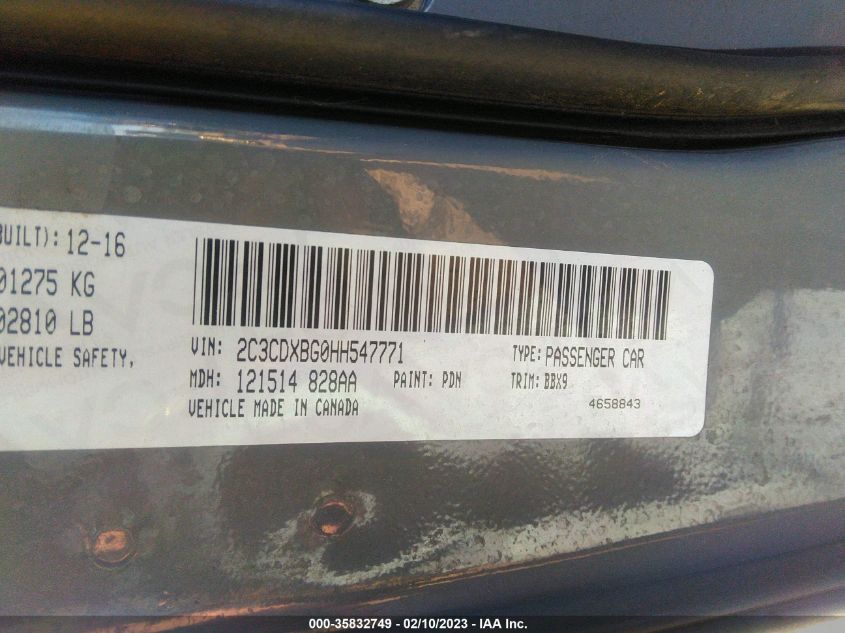 BUILT): 12-16
01275 KG
02810 LB
VEHICLE SAFETY,
VIN: 2C3CDXBG0HH547771 TYPE: PASSENGER CAR
MDH: 121514 828AA PAINT: PDN TRIM: BBX9
VEHICLE MADE IN CANADA 4658843
000-35832749 - 02/10/2023 - IAA Inc.